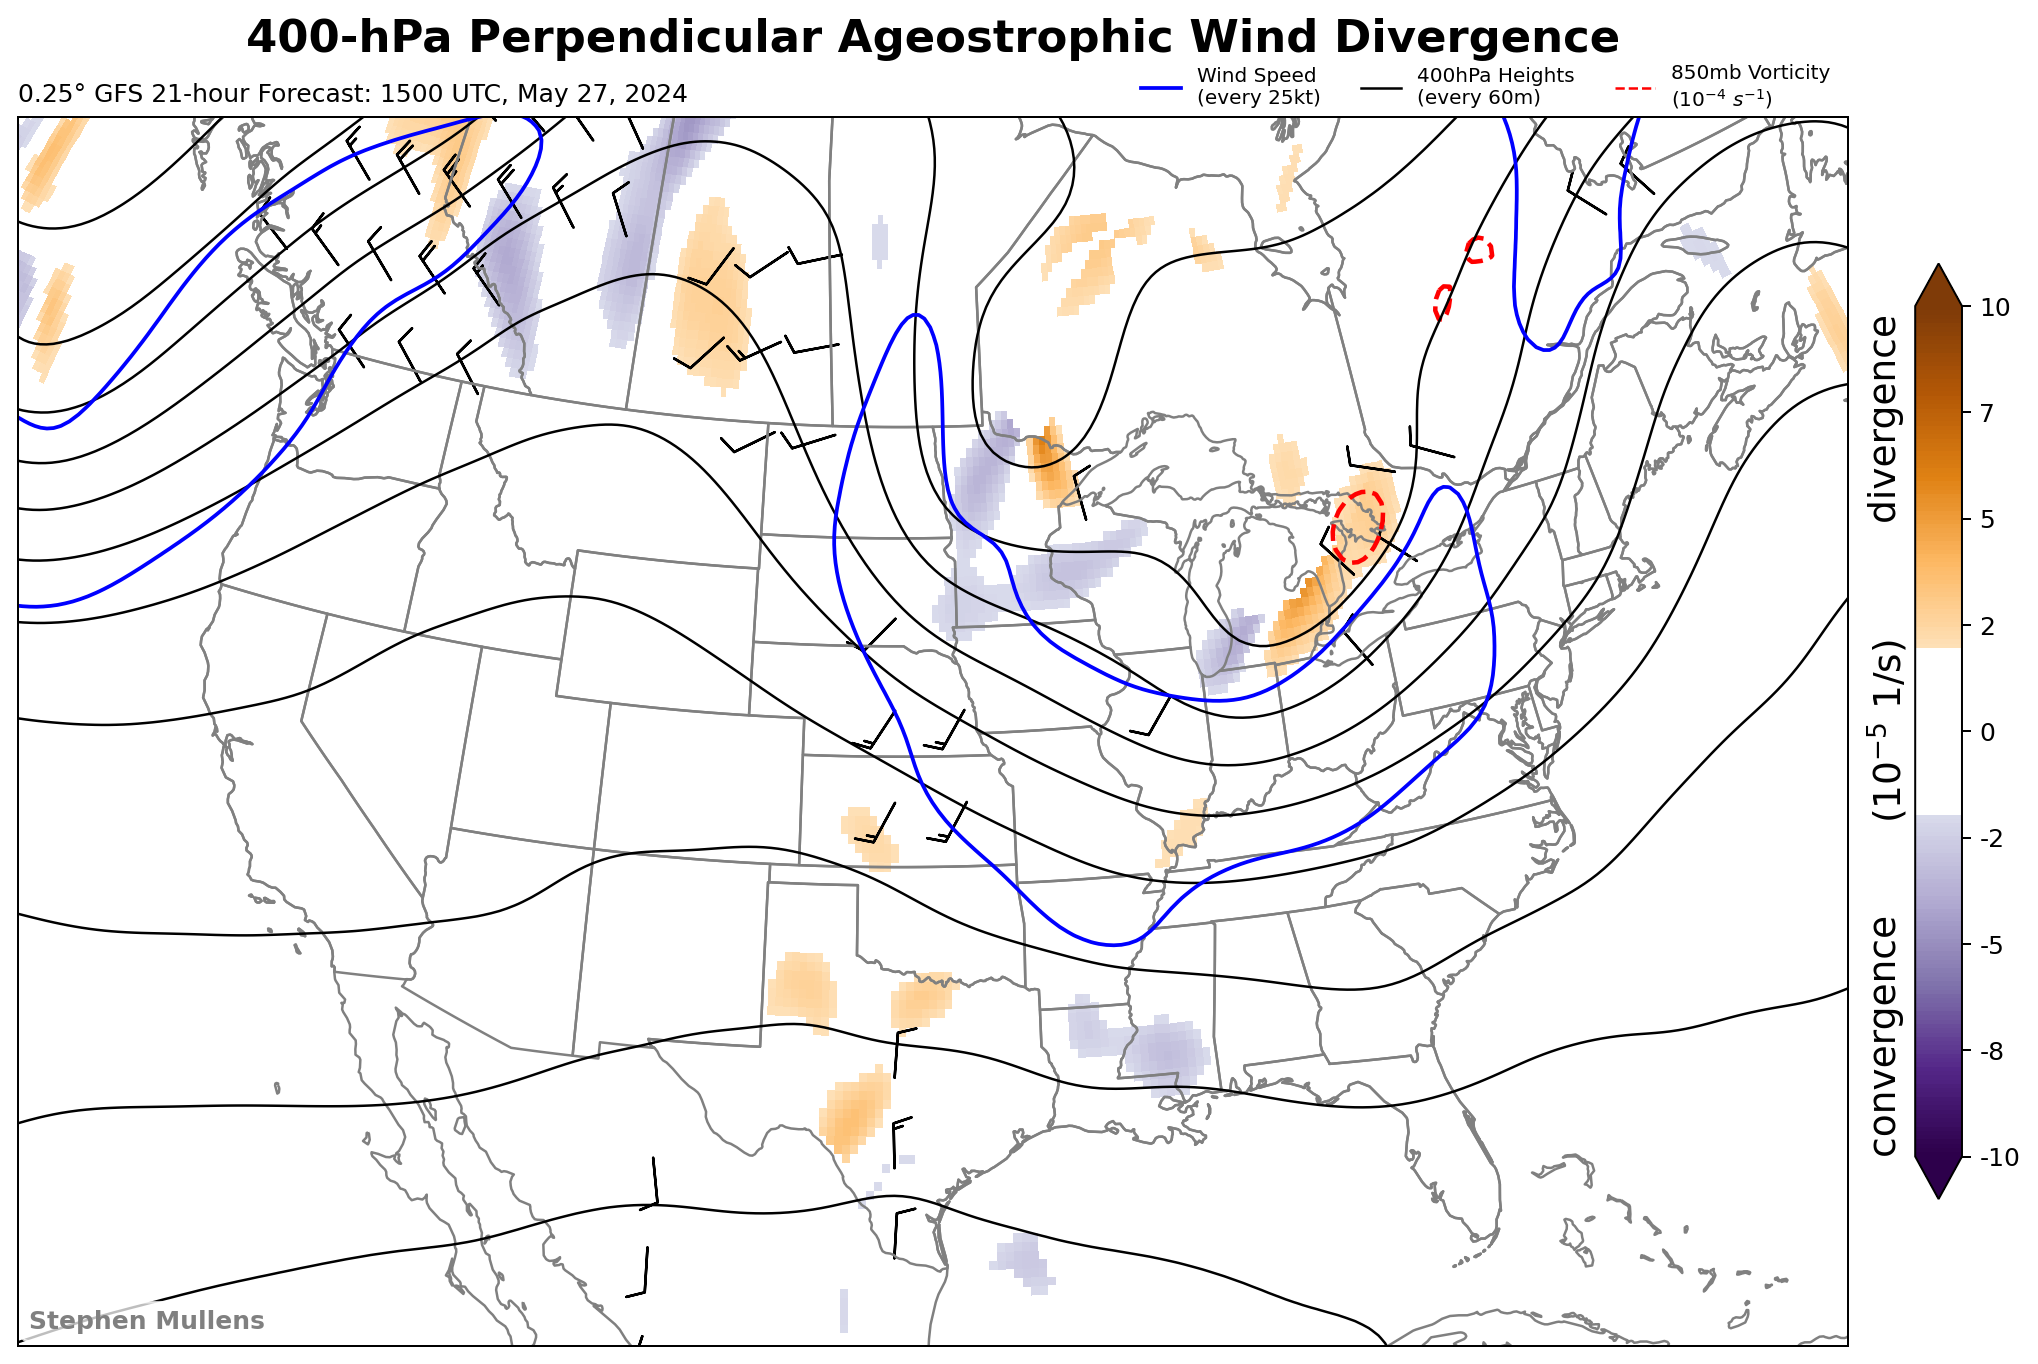 400-hPa Perpendicular Ageostrophic Wind Divergence
0.25° GFS 21-hour Forecast: 1500 UTC, May 27, 2024
Wind Speed
(every 25kt)
400hPa Heights
(every 60m)
850mb Vorticity
(10⁻⁴ s⁻¹)
10
7
5
2
0
-2
-5
-8
-10
convergence (10⁻⁵ 1/s) divergence
Stephen Mullens